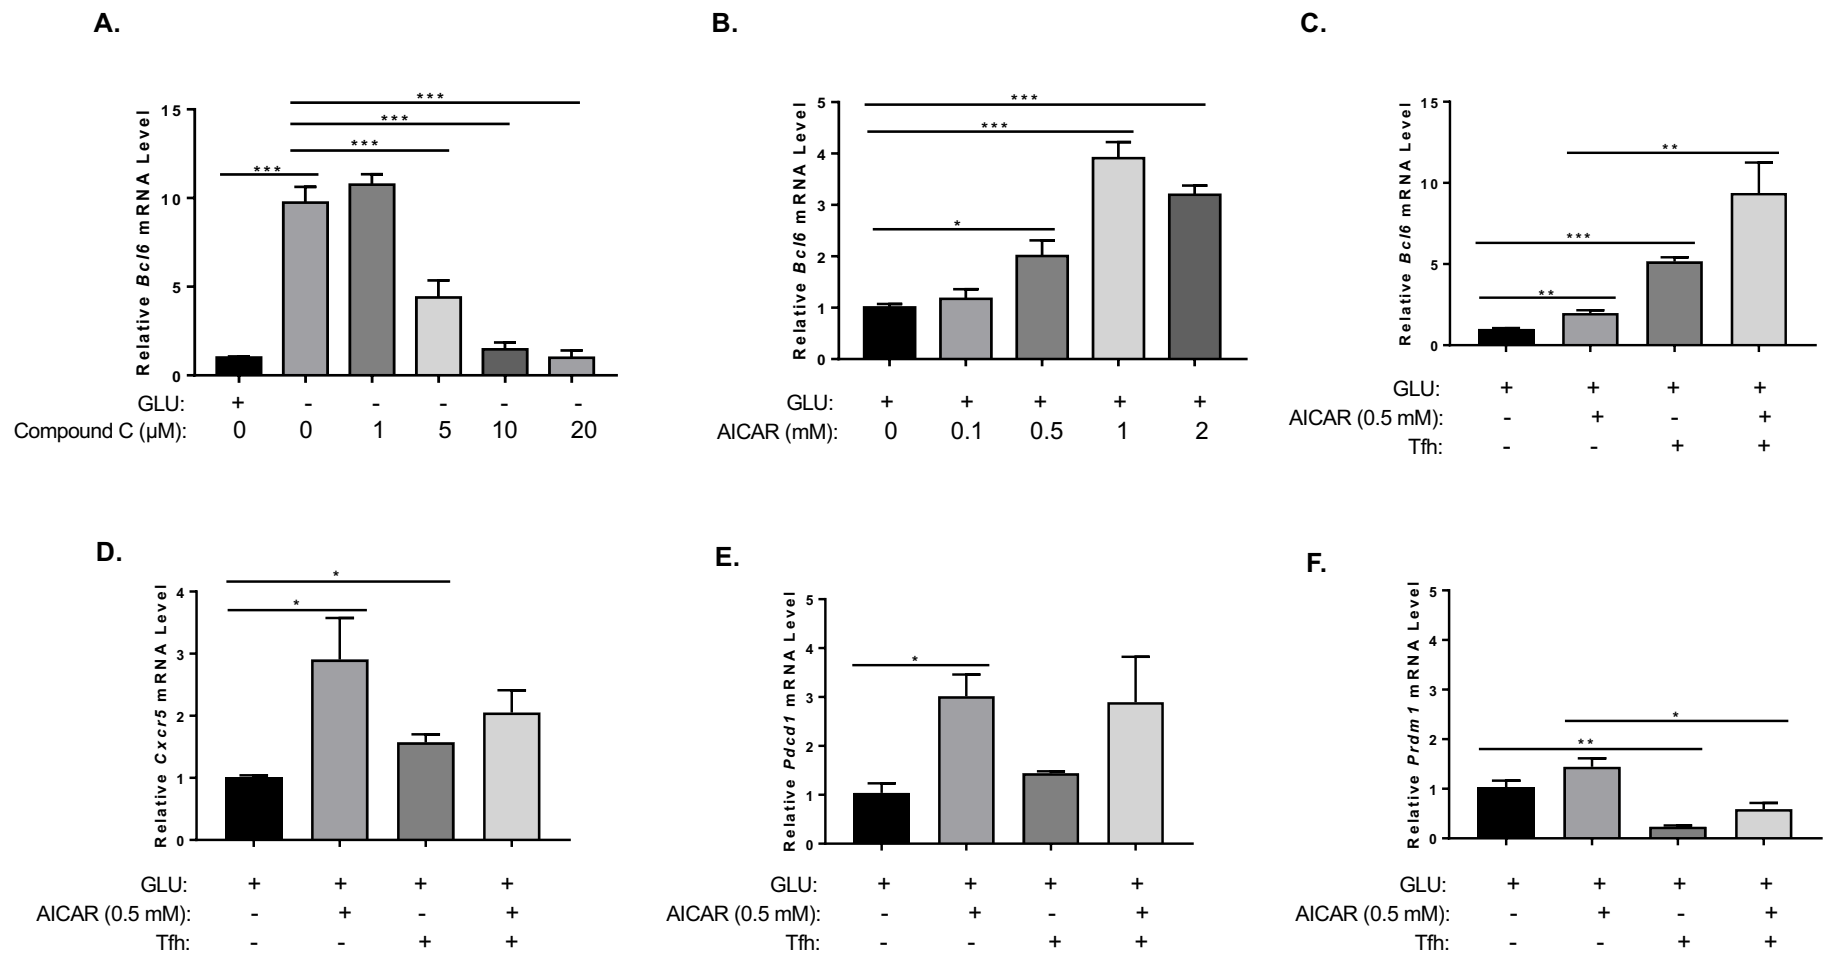 A.
Relative Bcl6 mRNA Level
15
10
5
0
***
***
***
***
GLU: + - - - - -
Compound C (µM): 0 0 1 5 10 20
B.
Relative Bcl6 mRNA Level
5
4
3
2
1
0
***
***
*
GLU: + + + + +
AICAR (mM): 0 0.1 0.5 1 2
C.
Relative Bcl6 mRNA Level
15
10
5
0
**
***
**
GLU: + + + +
AICAR (0.5 mM): - + - +
Tfh: - - + +
D.
Relative Cxcr5 mRNA Level
4
3
2
1
0
*
*
GLU: + + + +
AICAR (0.5 mM): - + - +
Tfh: - - + +
E.
Relative Pdcd1 mRNA Level
5
4
3
2
1
0
*
GLU: + + + +
AICAR (0.5 mM): - + - +
Tfh: - - + +
F.
Relative Prdm1 mRNA Level
5
4
3
2
1
0
*
**
GLU: + + + +
AICAR (0.5 mM): - + - +
Tfh: - - + +